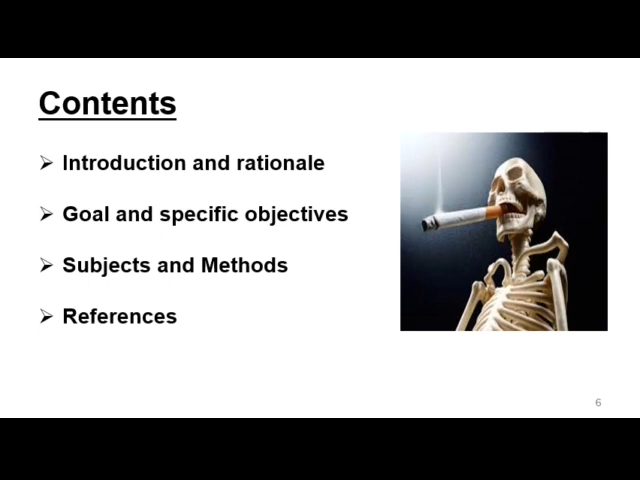 Contents
➢ Introduction and rationale
➢ Goal and specific objectives
➢ Subjects and Methods
➢ References
6